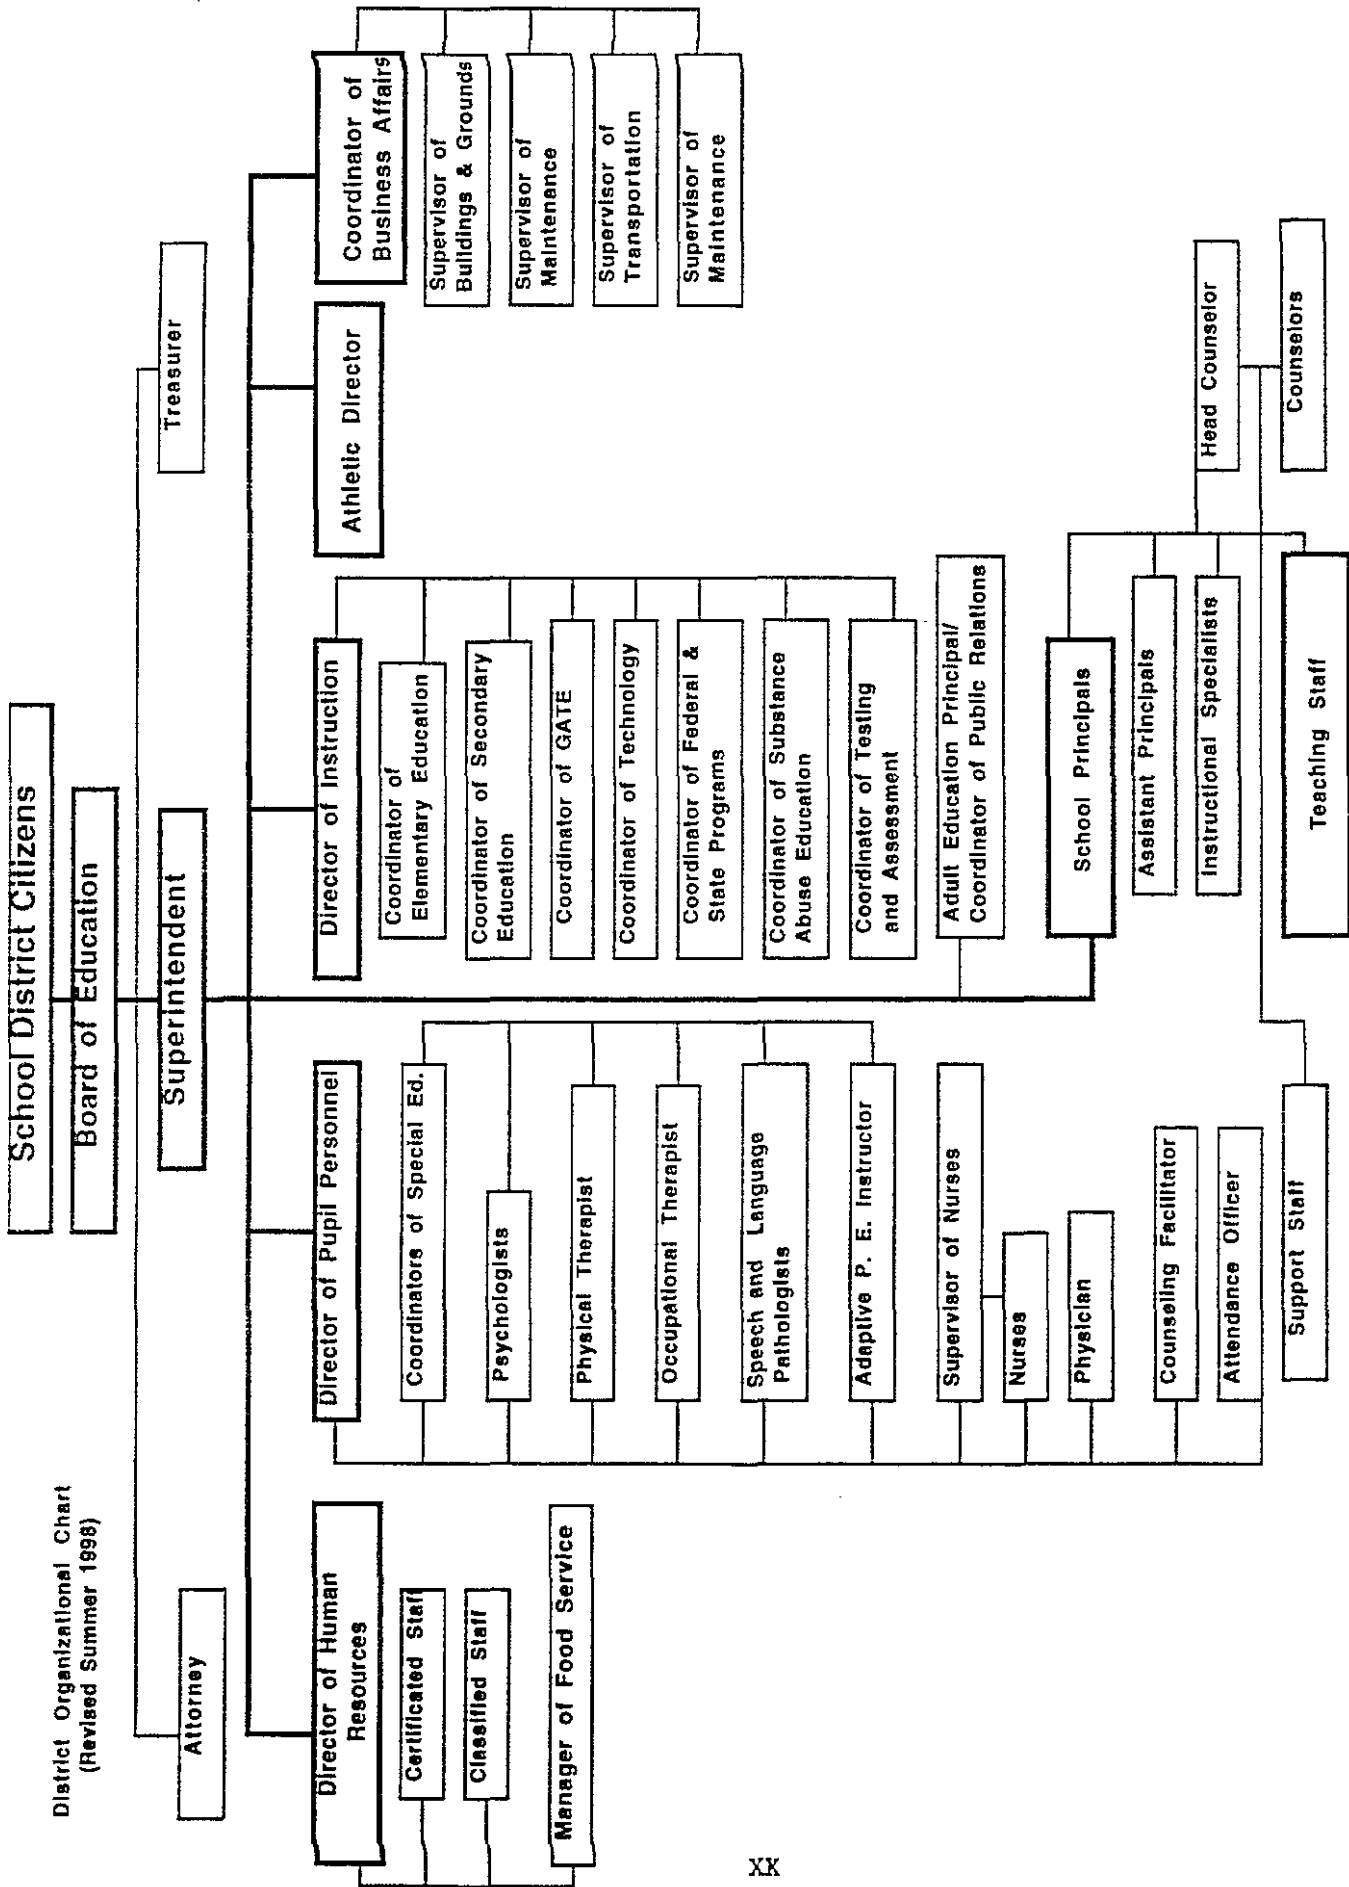 School District Citizens
Board of Education
District Organizational Chart
(Revised Summer 1998)
Attorney
Superintendent
Treasurer
Director of Human
Resources
Certificated Staff
Classified Staff
Manager of Food Service
Director of Pupil Personnel
Coordinators of Special Ed.
Psychologists
Physical Therapist
Occupational Therapist
Speech and Language
Pathologists
Adaptive P. E. Instructor
Supervisor of Nurses
Nurses
Physician
Counseling Facilitator
Attendance Officer
Support Staff
Director of Instruction
Coordinator of
Elementary Education
Coordinator of Secondary
Education
Coordinator of GATE
Coordinator of Technology
Coordinator of Federal &
State Programs
Coordinator of Substance
Abuse Education
Coordinator of Testing
and Assessment
Adult Education Principal/
Coordinator of Public Relations
School Principals
Assistant Principals
Instructional Specialists
Teaching Staff
Athletic Director
Coordinator of
Business Affairs
Supervisor of
Buildings & Grounds
Supervisor of
Maintenance
Supervisor of
Transportation
Supervisor of
Maintenance
Head Counselor
Counselors
XK